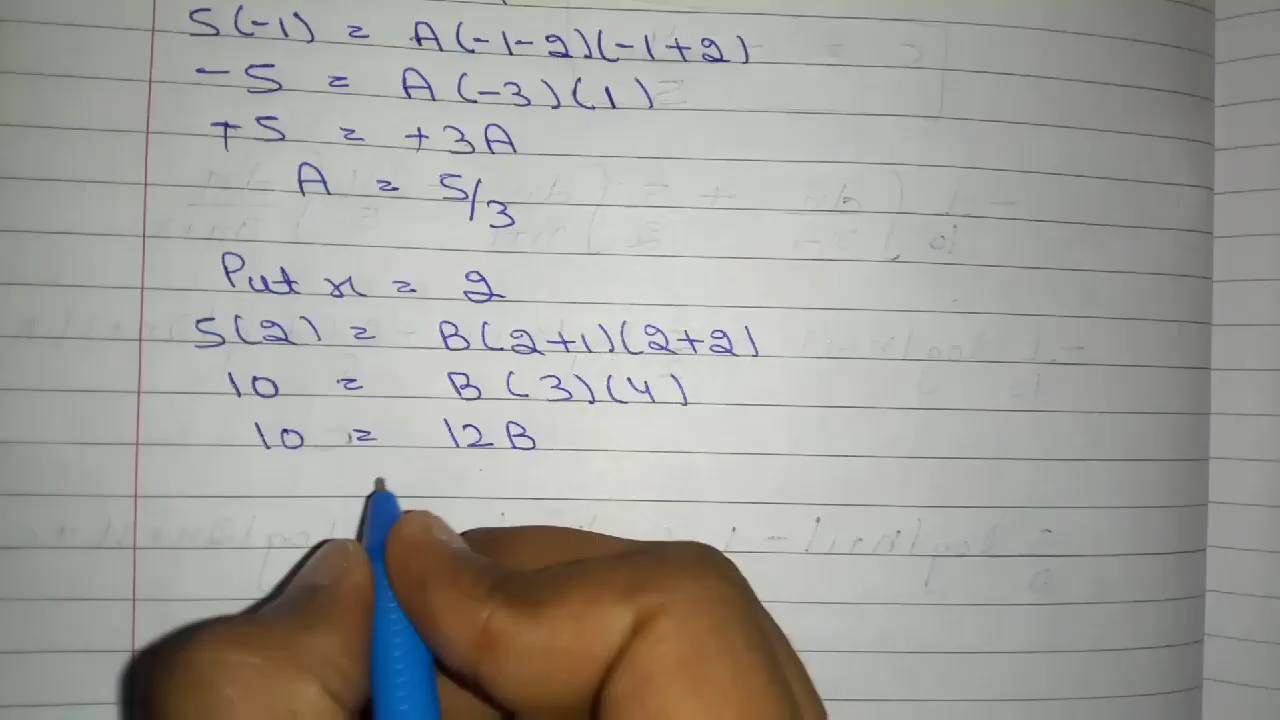 5(-1) = A(-1-2)(-1+2)
-5 = A(-3)(1)
+5 = +3A
A = 5/3
Put x = 2
5(2) = B(2+1)(2+2)
10 = B(3)(4)
10 = 12B